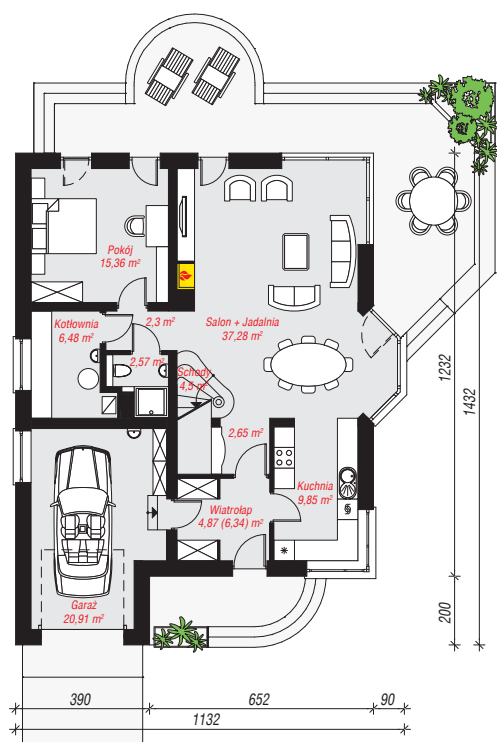 Pokój
15,36 m²
Kotłownia
6,48 m²
2,3 m²
Salon + Jadalnia
37,28 m²
2,57 m²
Schody
4,5 m²
2,65 m²
Kuchnia
9,85 m²
Wiatrołap
4,87 (6,34) m²
Garaż
20,91 m²
1232
1432
200
390
652
90
1132